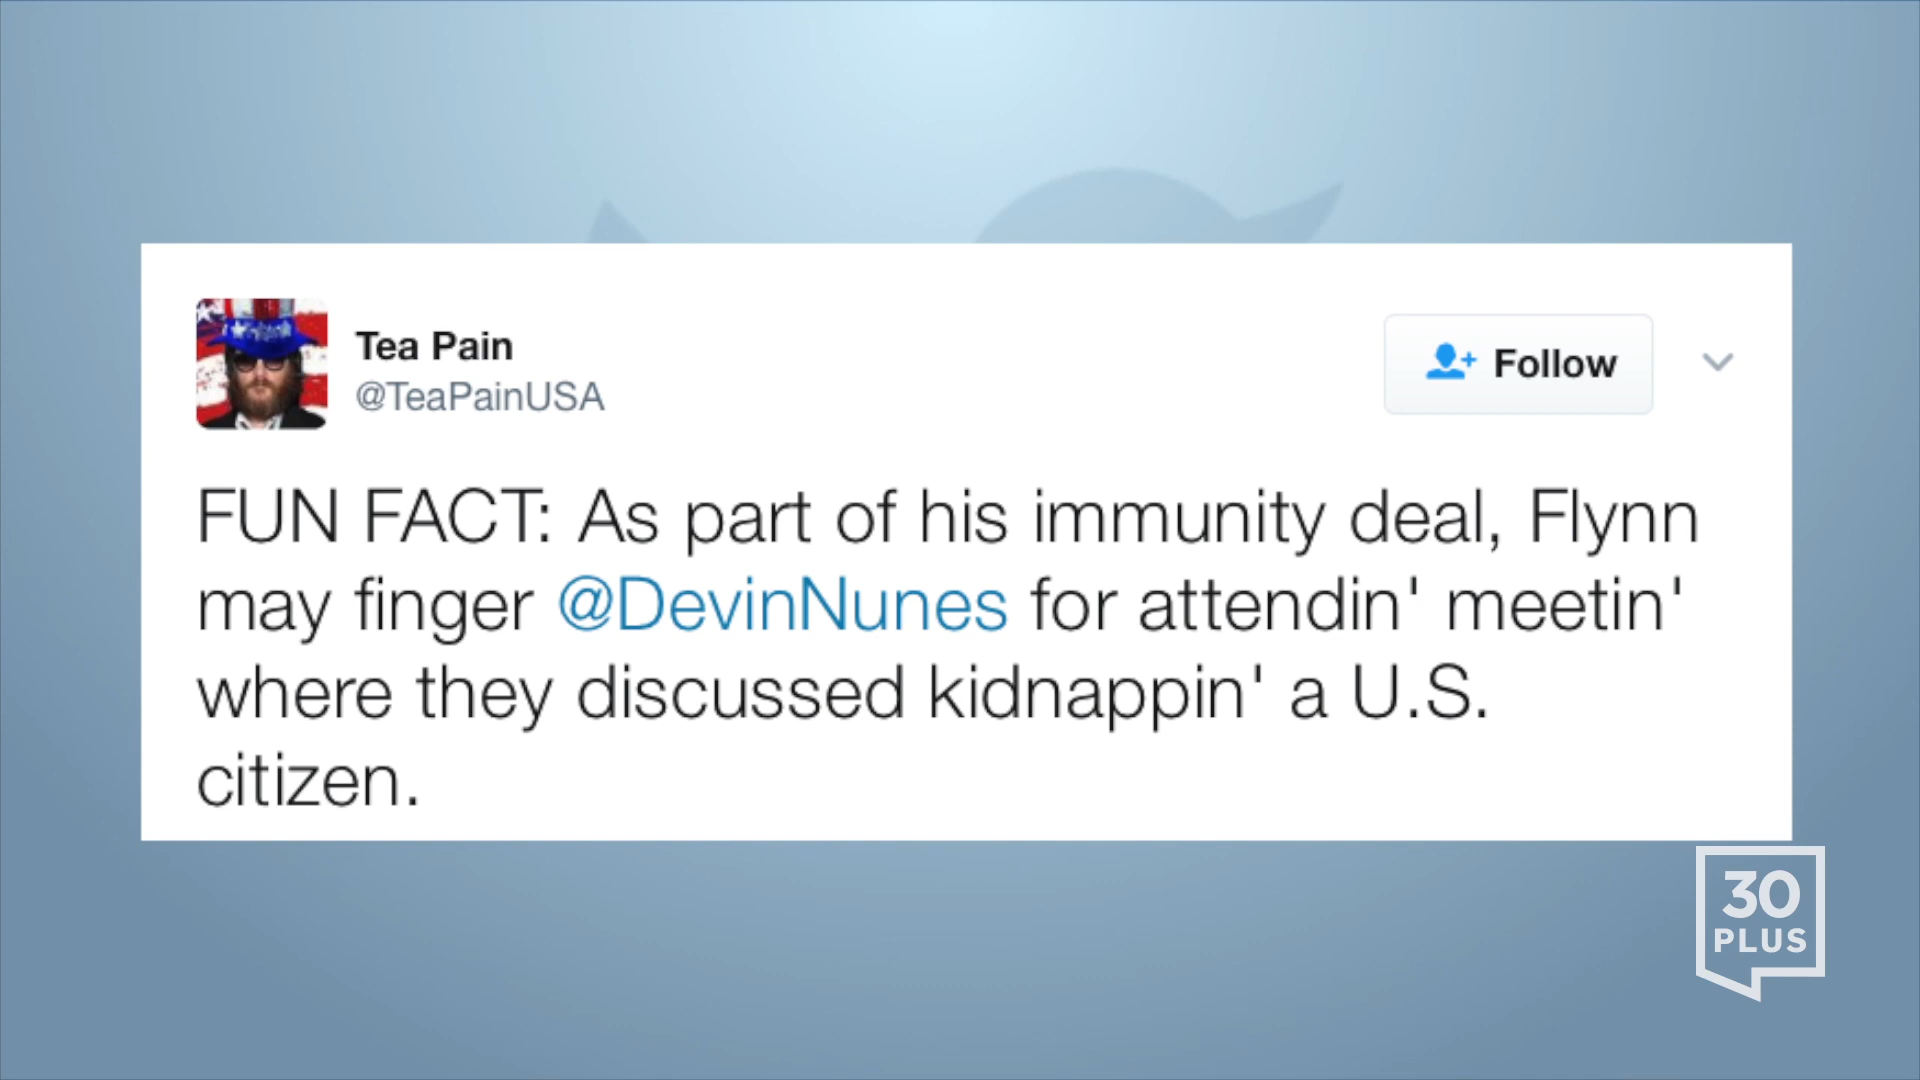 Tea Pain
@TeaPainUSA
Follow
FUN FACT: As part of his immunity deal, Flynn
may finger @DevinNunes for attendin' meetin'
where they discussed kidnappin' a U.S.
citizen.
30
PLUS